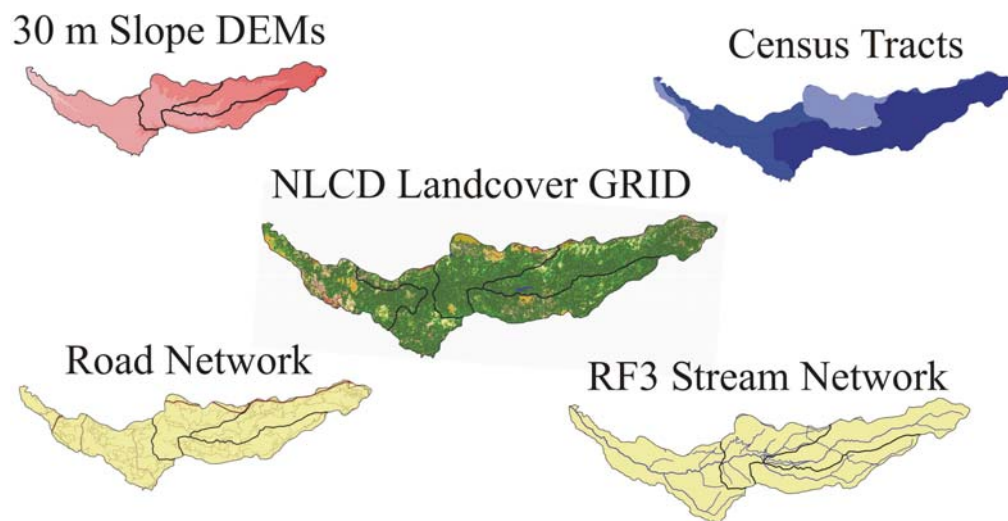 30 m Slope DEMs
Census Tracts
NLCD Landcover GRID
Road Network
RF3 Stream Network